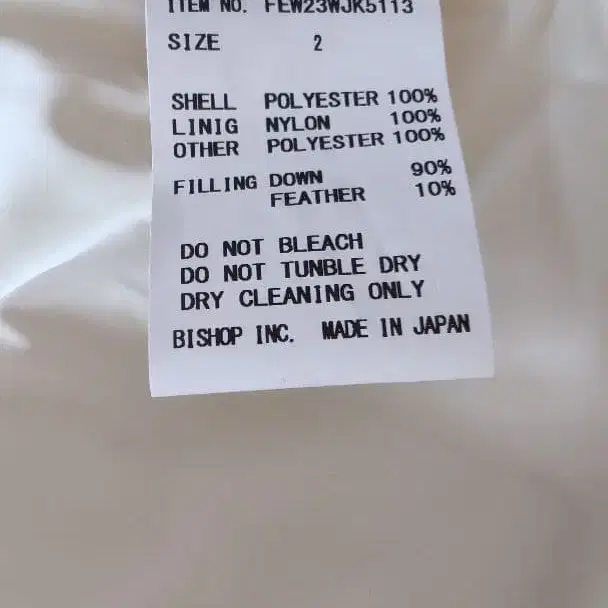 ITEM NO. FEW23WJK5113
SIZE 2
SHELL POLYESTER 100%
LINIG NYLON 100%
OTHER POLYESTER 100%
FILLING DOWN 90%
FEATHER 10%
DO NOT BLEACH
DO NOT TUNBLE DRY
DRY CLEANING ONLY
BISHOP INC. MADE IN JAPAN